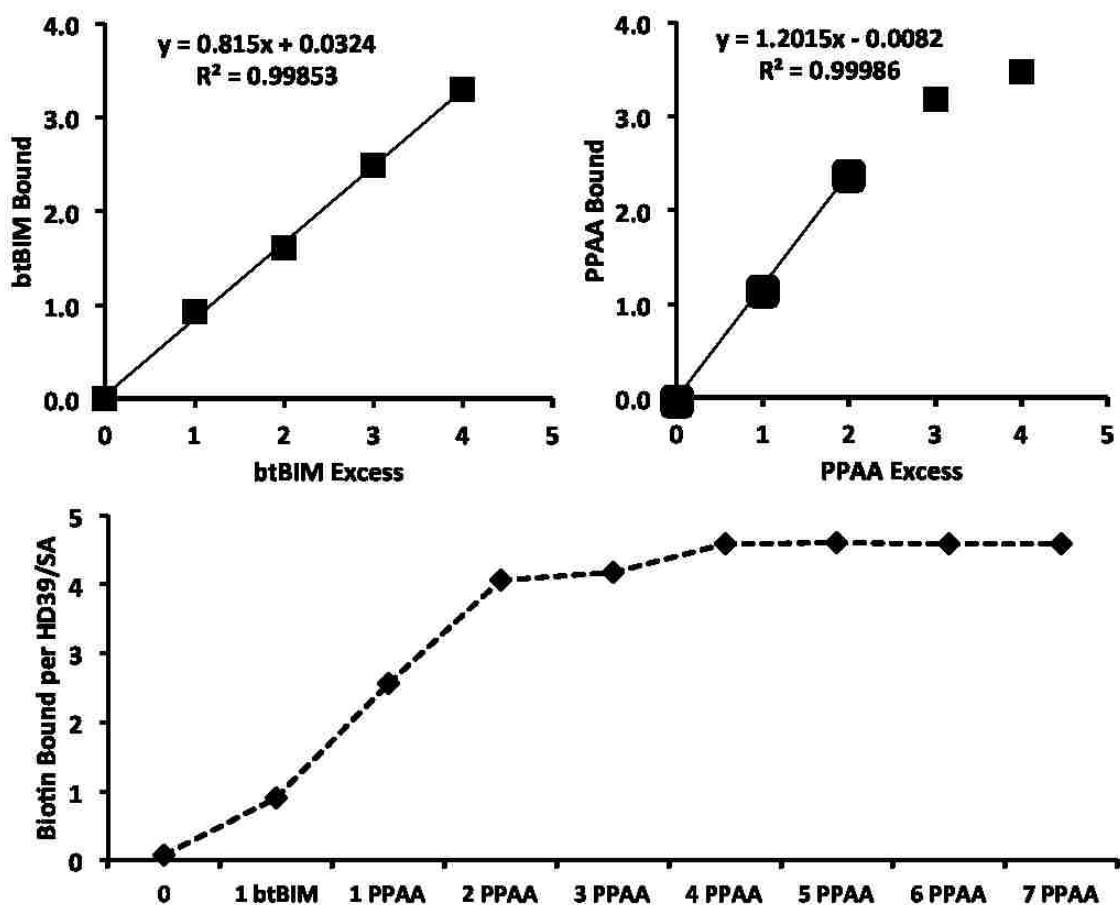 y = 0.815x + 0.0324
R² = 0.99853
4.0
3.0
2.0
1.0
0.0
btBIM Bound
0 1 2 3 4 5
btBIM Excess
y = 1.2015x - 0.0082
R² = 0.99986
4.0
3.0
2.0
1.0
0.0
PPAA Bound
0 1 2 3 4 5
PPAA Excess
5
4
3
2
1
0
Biotin Bound per HD39/SA
0 1 btBIM 1 PPAA 2 PPAA 3 PPAA 4 PPAA 5 PPAA 6 PPAA 7 PPAA